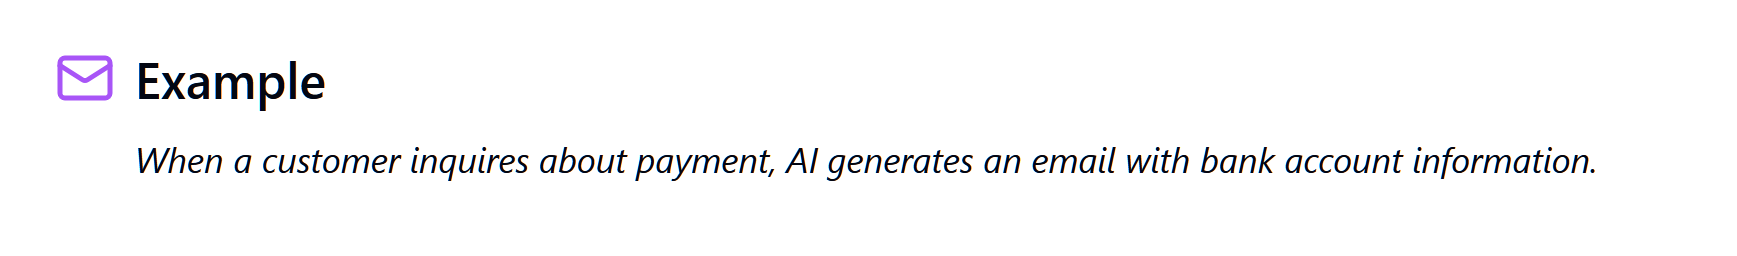 Example
When a customer inquires about payment, AI generates an email with bank account information.